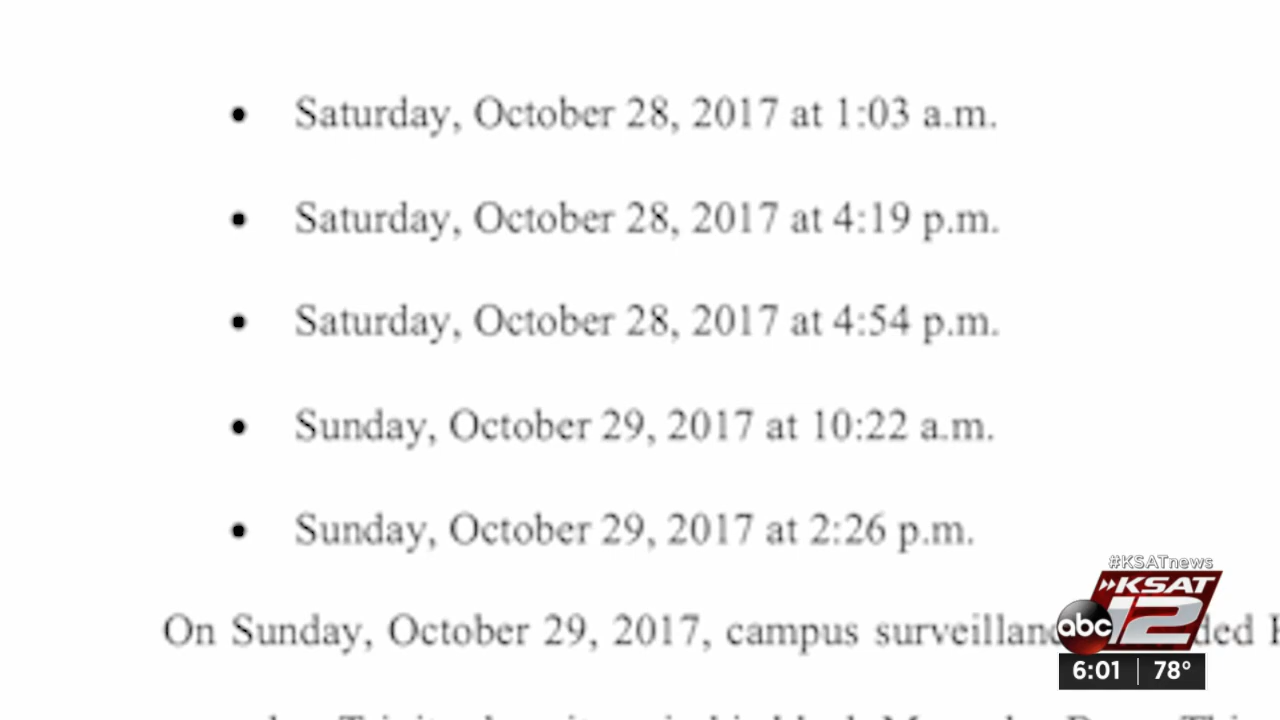 • Saturday, October 28, 2017 at 1:03 a.m.
• Saturday, October 28, 2017 at 4:19 p.m.
• Saturday, October 28, 2017 at 4:54 p.m.
• Sunday, October 29, 2017 at 10:22 a.m.
• Sunday, October 29, 2017 at 2:26 p.m.
On Sunday, October 29, 2017, campus
#KSATnews
KSAT
abc 12
6:01 78°